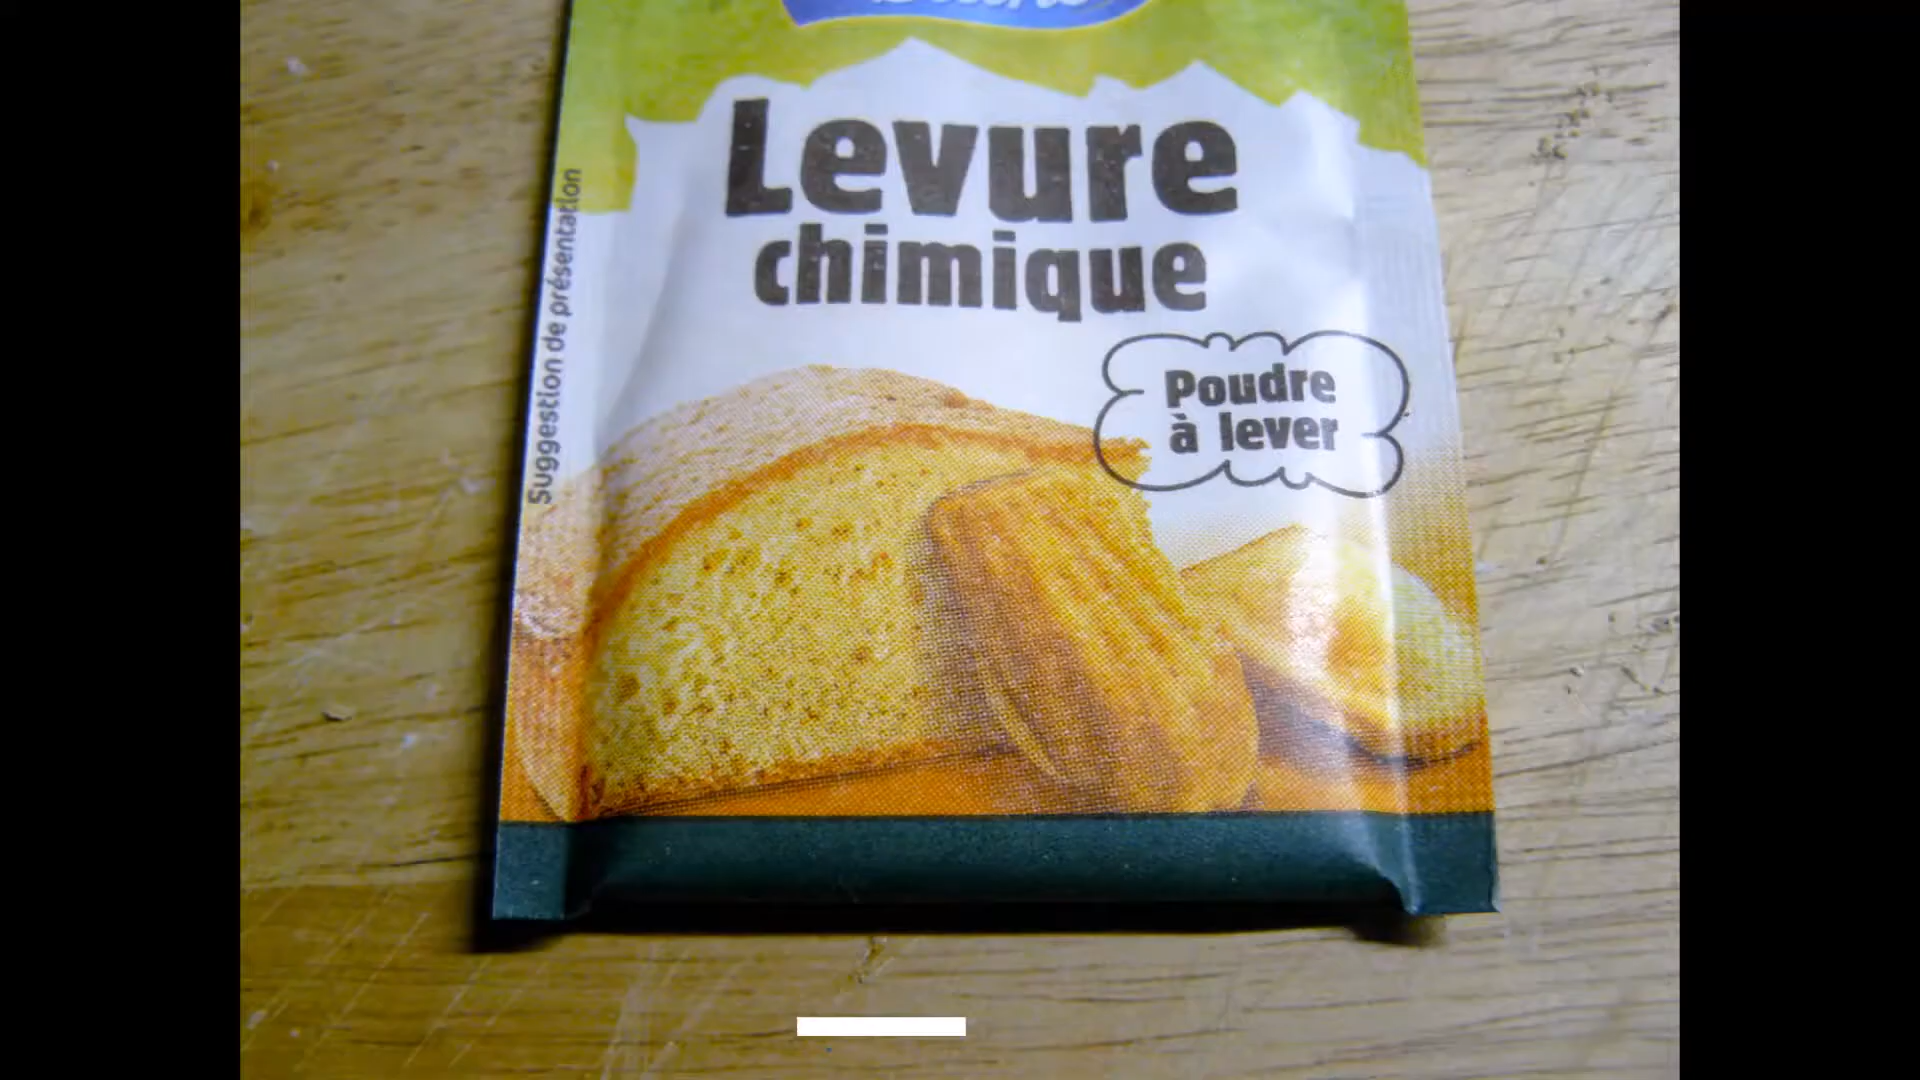 Levure
chimique
Poudre
à lever
Suggestion de présentation